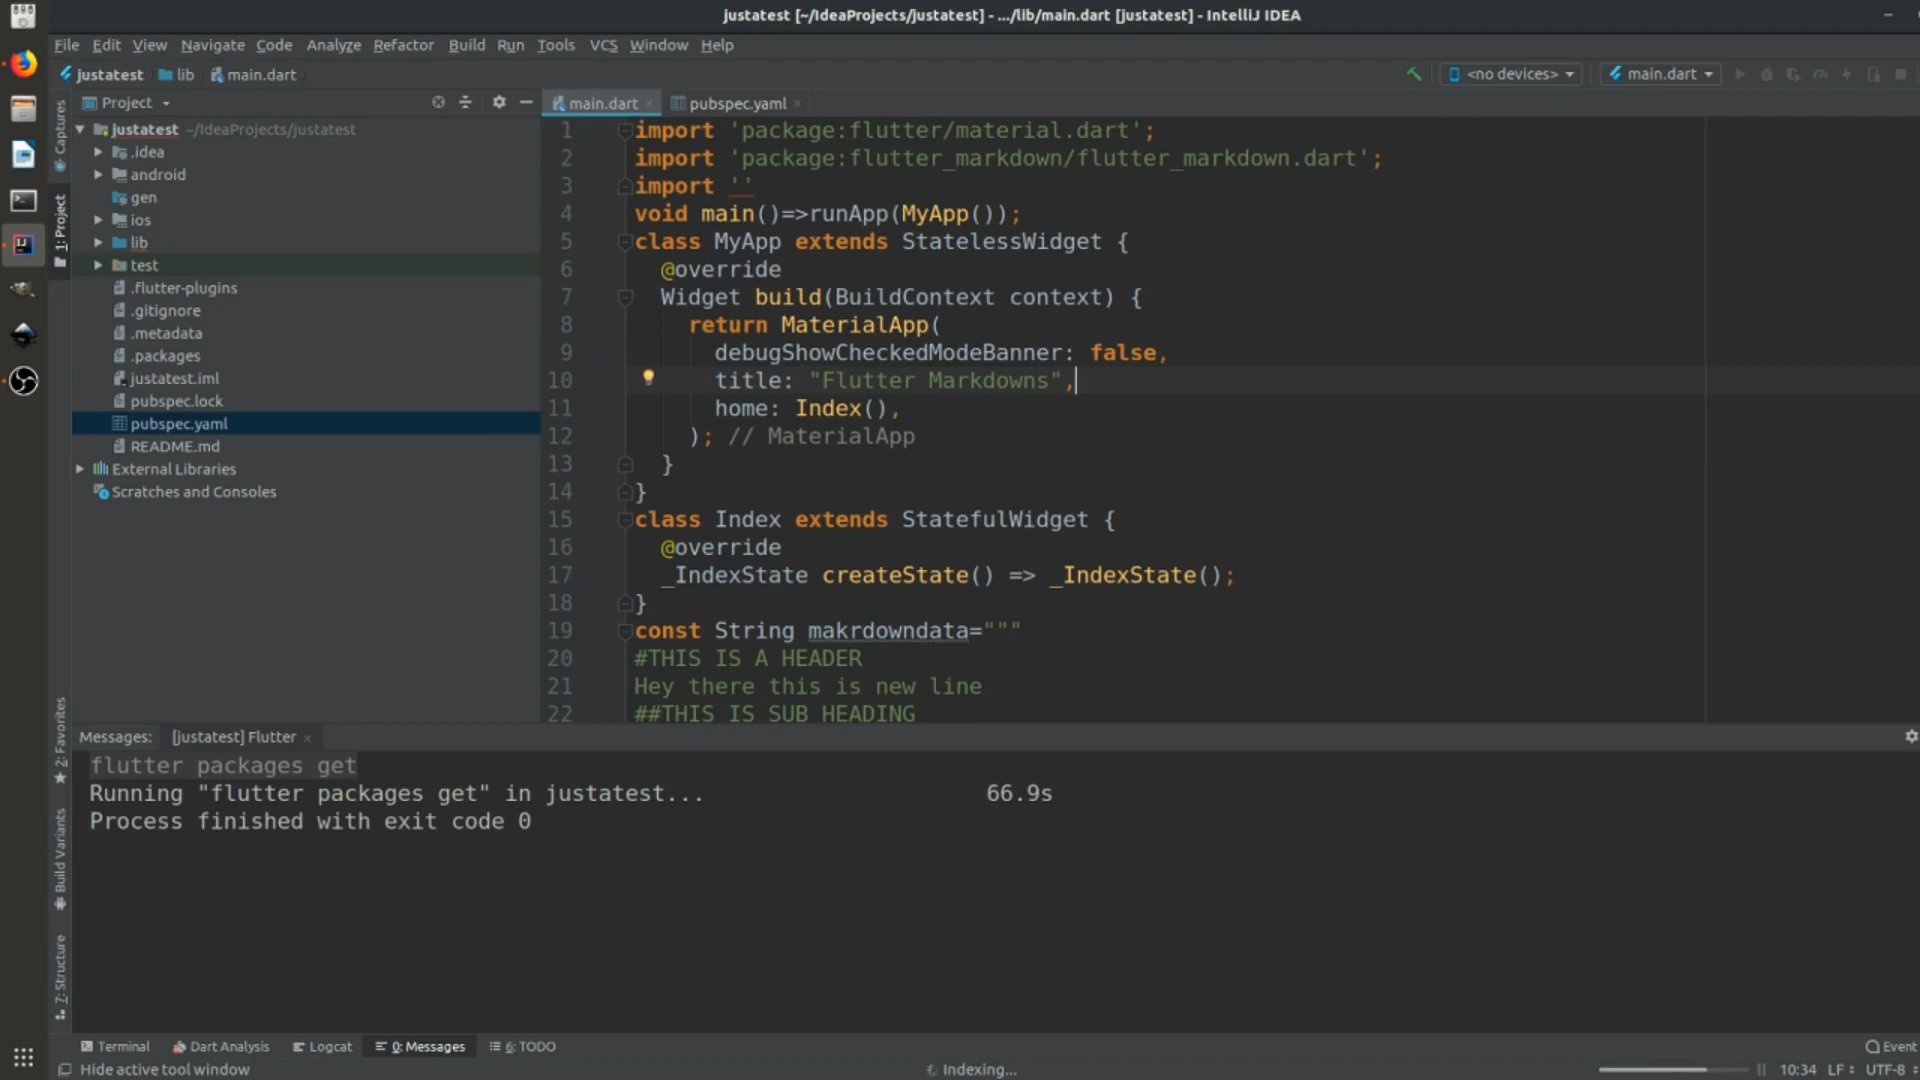 justatest [~/IdeaProjects/justatest] - .../lib/main.dart [justatest] - IntelliJ IDEA
File Edit View Navigate Code Analyze Refactor Build Run Tools VCS Window Help
justatest lib main.dart
<no devices> main.dart
Project
main.dart
pubspec.yaml
Captures
1: Project
2: Favorites
Build Variants
7: Structure
justatest ~/IdeaProjects/justatest
.idea
android
gen
ios
lib
test
.flutter-plugins
.gitignore
.metadata
.packages
justatest.iml
pubspec.lock
pubspec.yaml
README.md
External Libraries
Scratches and Consoles
1 import 'package:flutter/material.dart';
2 import 'package:flutter_markdown/flutter_markdown.dart';
3 import ''
4 void main()=>runApp(MyApp());
5 class MyApp extends StatelessWidget {
6 @override
7 Widget build(BuildContext context) {
8 return MaterialApp(
9 debugShowCheckedModeBanner: false,
10 title: "Flutter Markdowns",
11 home: Index(),
12 ); // MaterialApp
13 }
14 }
15 class Index extends StatefulWidget {
16 @override
17 _IndexState createState() => _IndexState();
18 }
19 const String makrdowndata="""
20 #THIS IS A HEADER
21 Hey there this is new line
22 ##THIS IS SUB HEADING
Messages: [justatest] Flutter
flutter packages get
Running "flutter packages get" in justatest... 66.9s
Process finished with exit code 0
Terminal Dart Analysis Logcat 0: Messages 6: TODO Event
Hide active tool window Indexing... 10:34 LF UTF-8